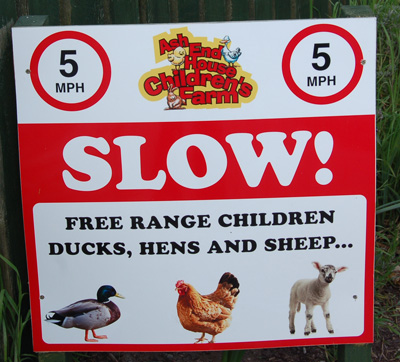 5
MPH
Ash
End
House
Children's
Farm
5
MPH
SLOW!
FREE RANGE CHILDREN
DUCKS, HENS AND SHEEP...